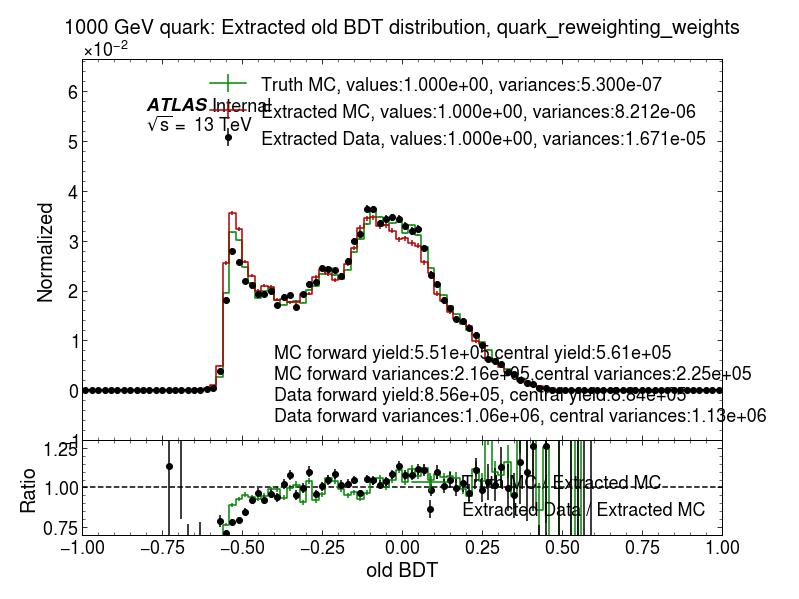 1000 GeV quark: Extracted old BDT distribution, quark_reweighting_weights
×10⁻²
Truth MC, values:1.000e+00, variances:5.300e-07
ATLAS Internal
Extracted MC, values:1.000e+00, variances:8.212e-06
√s = 13 TeV
Extracted Data, values:1.000e+00, variances:1.671e-05
6
5
4
3
2
1
0
1
Normalized
MC forward yield:5.51e+05, central yield:5.61e+05
MC forward variances:2.16e+05, central variances:2.25e+05
Data forward yield:8.56e+05, central yield:8.84e+05
Data forward variances:1.06e+06, central variances:1.13e+06
1.25
1.00
0.75
Ratio
Truth MC / Extracted MC
Extracted Data / Extracted MC
−1.00 −0.75 −0.50 −0.25 0.00 0.25 0.50 0.75 1.00
old BDT